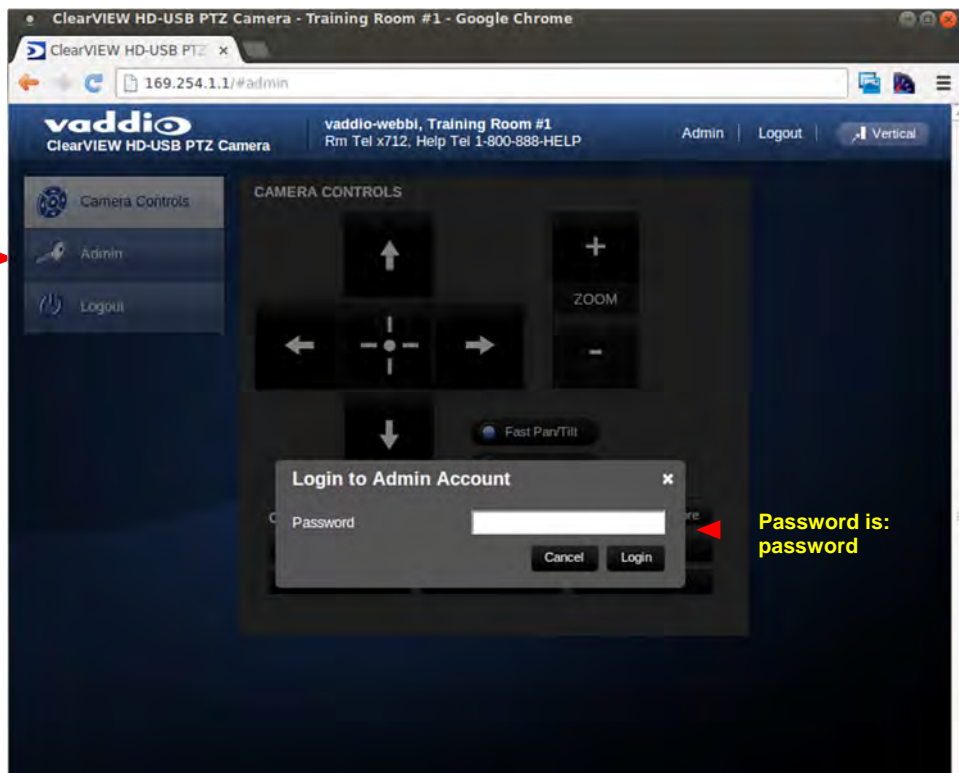 ClearVIEW HD-USB PTZ Camera - Training Room #1 - Google Chrome
ClearVIEW HD-USB PTZ
169.254.1.1/#admin
vaddio
ClearVIEW HD-USB PTZ Camera
vaddio-webbi, Training Room #1
Rm Tel x712, Help Tel 1-800-888-HELP
Admin
Logout
Vertical
Camera Controls
Admin
Logout
CAMERA CONTROLS
+
ZOOM
-
Fast Pan/Tilt
Login to Admin Account
Password
Cancel
Login
Password is:
password